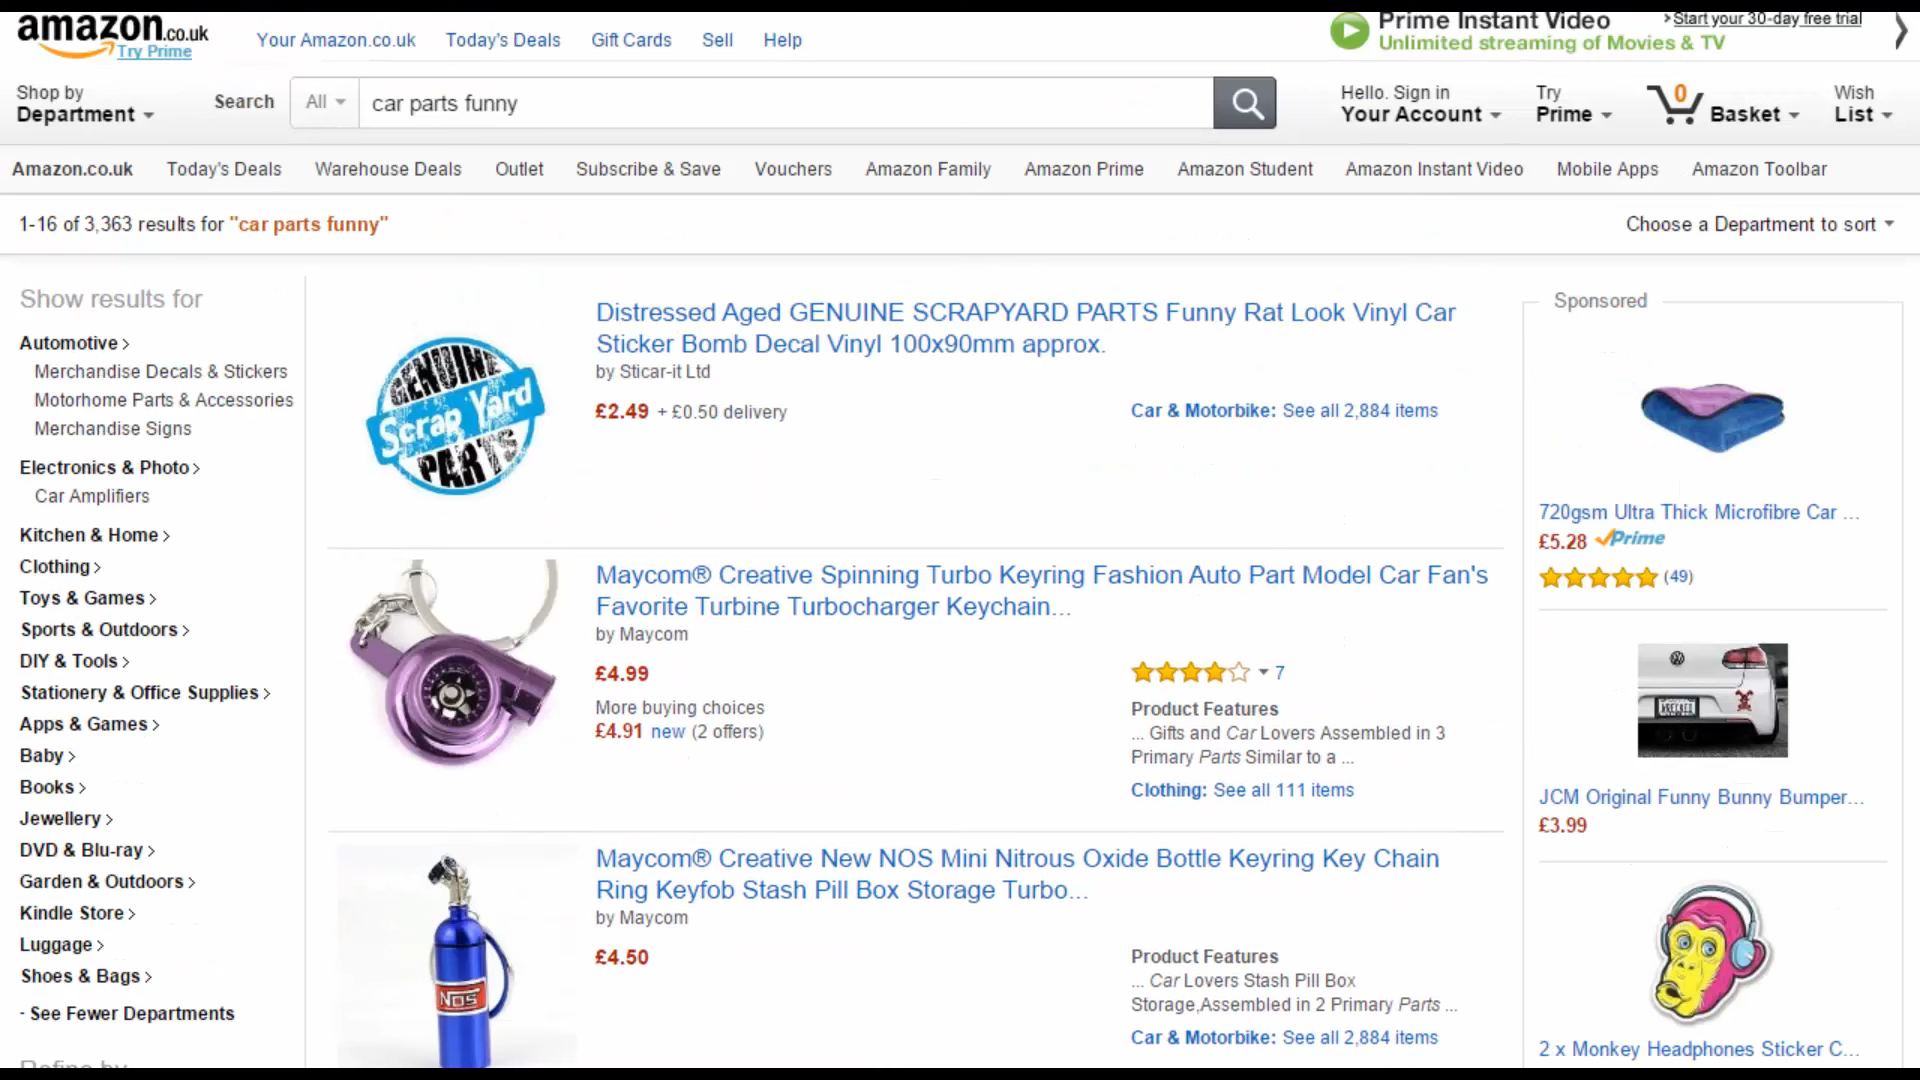 amazon.co.uk
Try Prime
Your Amazon.co.uk Today's Deals Gift Cards Sell Help
Prime Instant Video
Unlimited streaming of Movies & TV
Start your 30-day free trial
Shop by
Department
Search All car parts funny
Hello. Sign in
Your Account
Try
Prime
0
Basket
Wish
List
Amazon.co.uk Today's Deals Warehouse Deals Outlet Subscribe & Save Vouchers Amazon Family Amazon Prime Amazon Student Amazon Instant Video Mobile Apps Amazon Toolbar
1-16 of 3,363 results for "car parts funny"
Choose a Department to sort
Show results for
Automotive
Merchandise Decals & Stickers
Motorhome Parts & Accessories
Merchandise Signs
Electronics & Photo
Car Amplifiers
Kitchen & Home
Clothing
Toys & Games
Sports & Outdoors
DIY & Tools
Stationery & Office Supplies
Apps & Games
Baby
Books
Jewellery
DVD & Blu-ray
Garden & Outdoors
Kindle Store
Luggage
Shoes & Bags
- See Fewer Departments
GENUINE
Scrap Yard
PARTS
Distressed Aged GENUINE SCRAPYARD PARTS Funny Rat Look Vinyl Car
Sticker Bomb Decal Vinyl 100x90mm approx.
by Sticar-it Ltd
£2.49 + £0.50 delivery
Car & Motorbike: See all 2,884 items
Maycom® Creative Spinning Turbo Keyring Fashion Auto Part Model Car Fan's
Favorite Turbine Turbocharger Keychain...
by Maycom
£4.99
More buying choices
£4.91 new (2 offers)
7
Product Features
... Gifts and Car Lovers Assembled in 3
Primary Parts Similar to a ...
Clothing: See all 111 items
Maycom® Creative New NOS Mini Nitrous Oxide Bottle Keyring Key Chain
Ring Keyfob Stash Pill Box Storage Turbo...
by Maycom
£4.50
NOS
Product Features
... Car Lovers Stash Pill Box
Storage,Assembled in 2 Primary Parts ...
Car & Motorbike: See all 2,884 items
Sponsored
720gsm Ultra Thick Microfibre Car ...
£5.28 Prime
(49)
JCM Original Funny Bunny Bumper...
£3.99
2 x Monkey Headphones Sticker C...